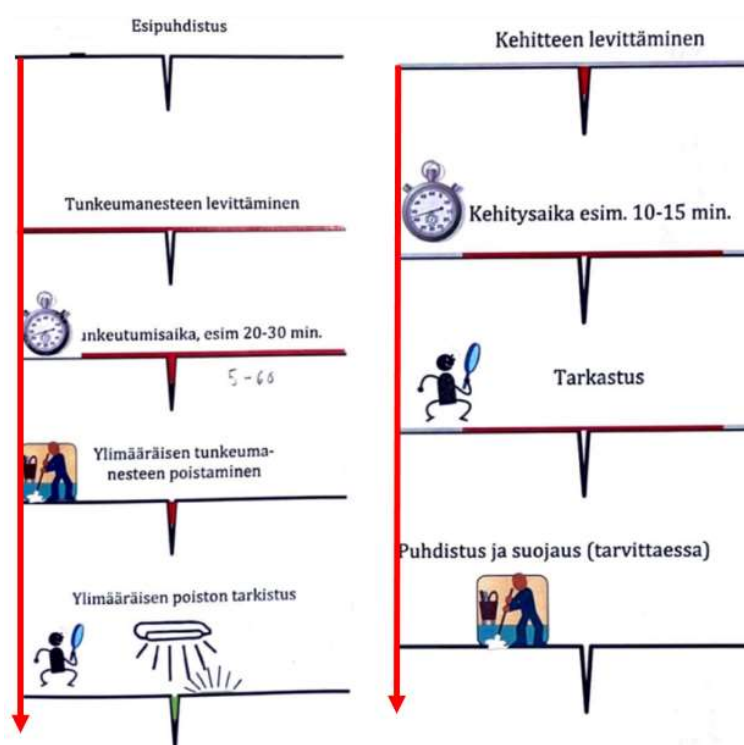 Esipuhdistus
Tunkeumanesteen levittäminen
unkeutumisaika, esim 20-30 min.
5-60
Ylimääräisen tunkeuma-
nesteen poistaminen
Ylimääräisen poiston tarkistus
Kehitteen levittäminen
Kehitysaika esim. 10-15 min.
Tarkastus
Puhdistus ja suojaus (tarvittaessa)